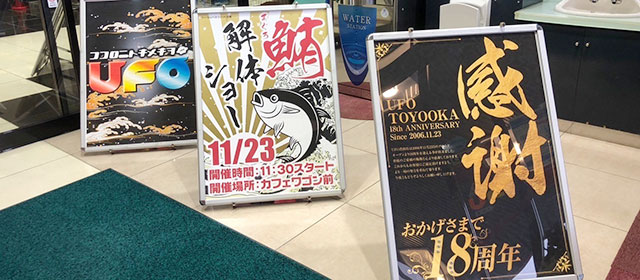 ココロニトキメキヲ
UFO
まぐろ
鮪
解体
ショー
11/23
開催時間:11:30スタート
開催場所:カフェワゴン前
WATER
感謝
UFO
TOYOOKA
18th ANNIVERSARY
Since 2006.11.23
おかげさまで
18周年